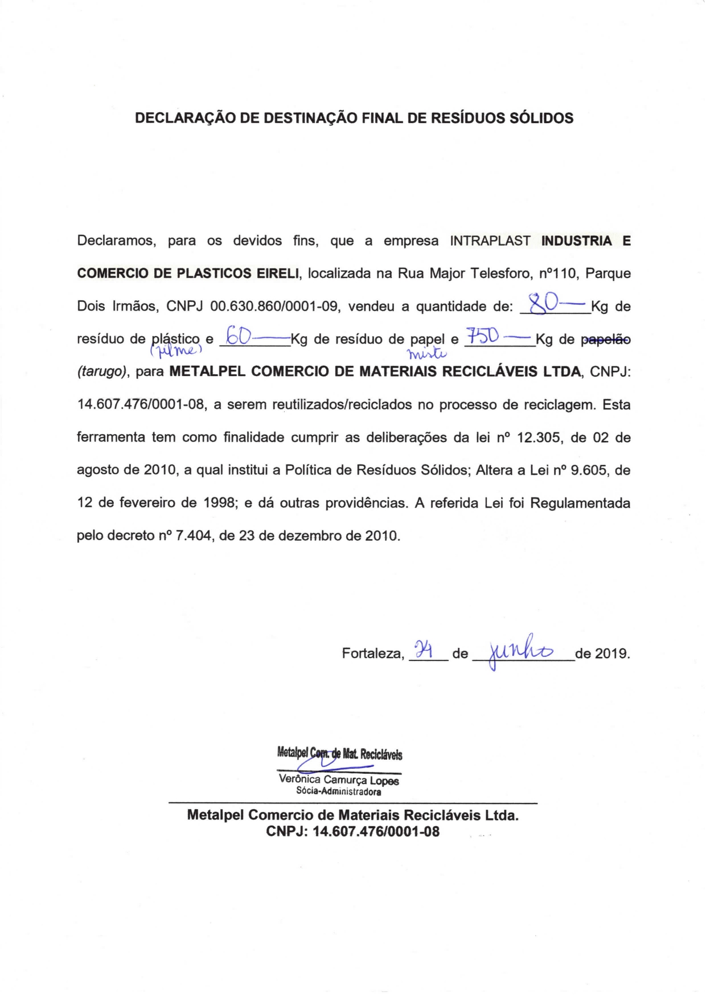 DECLARAÇÃO DE DESTINAÇÃO FINAL DE RESÍDUOS SÓLIDOS
Declaramos, para os devidos fins, que a empresa INTRAPLAST INDUSTRIA E
COMERCIO DE PLASTICOS EIRELI, localizada na Rua Major Telesforo, nº110, Parque
Dois Irmãos, CNPJ 00.630.860/0001-09, vendeu a quantidade de: 80 Kg de
resíduo de plástico e 60 Kg de resíduo de papel e 750 Kg de papelão
(filme) misto
(tarugo), para METALPEL COMERCIO DE MATERIAIS RECICLÁVEIS LTDA, CNPJ:
14.607.476/0001-08, a serem reutilizados/reciclados no processo de reciclagem. Esta
ferramenta tem como finalidade cumprir as deliberações da lei nº 12.305, de 02 de
agosto de 2010, a qual institui a Política de Resíduos Sólidos; Altera a Lei nº 9.605, de
12 de fevereiro de 1998; e dá outras providências. A referida Lei foi Regulamentada
pelo decreto nº 7.404, de 23 de dezembro de 2010.
Fortaleza, de junho de 2019.
Metalpel Com. de Mat. Recicláveis
Verônica Camurça Lopes
Sócia-Administradora
Metalpel Comercio de Materiais Recicláveis Ltda.
CNPJ: 14.607.476/0001-08